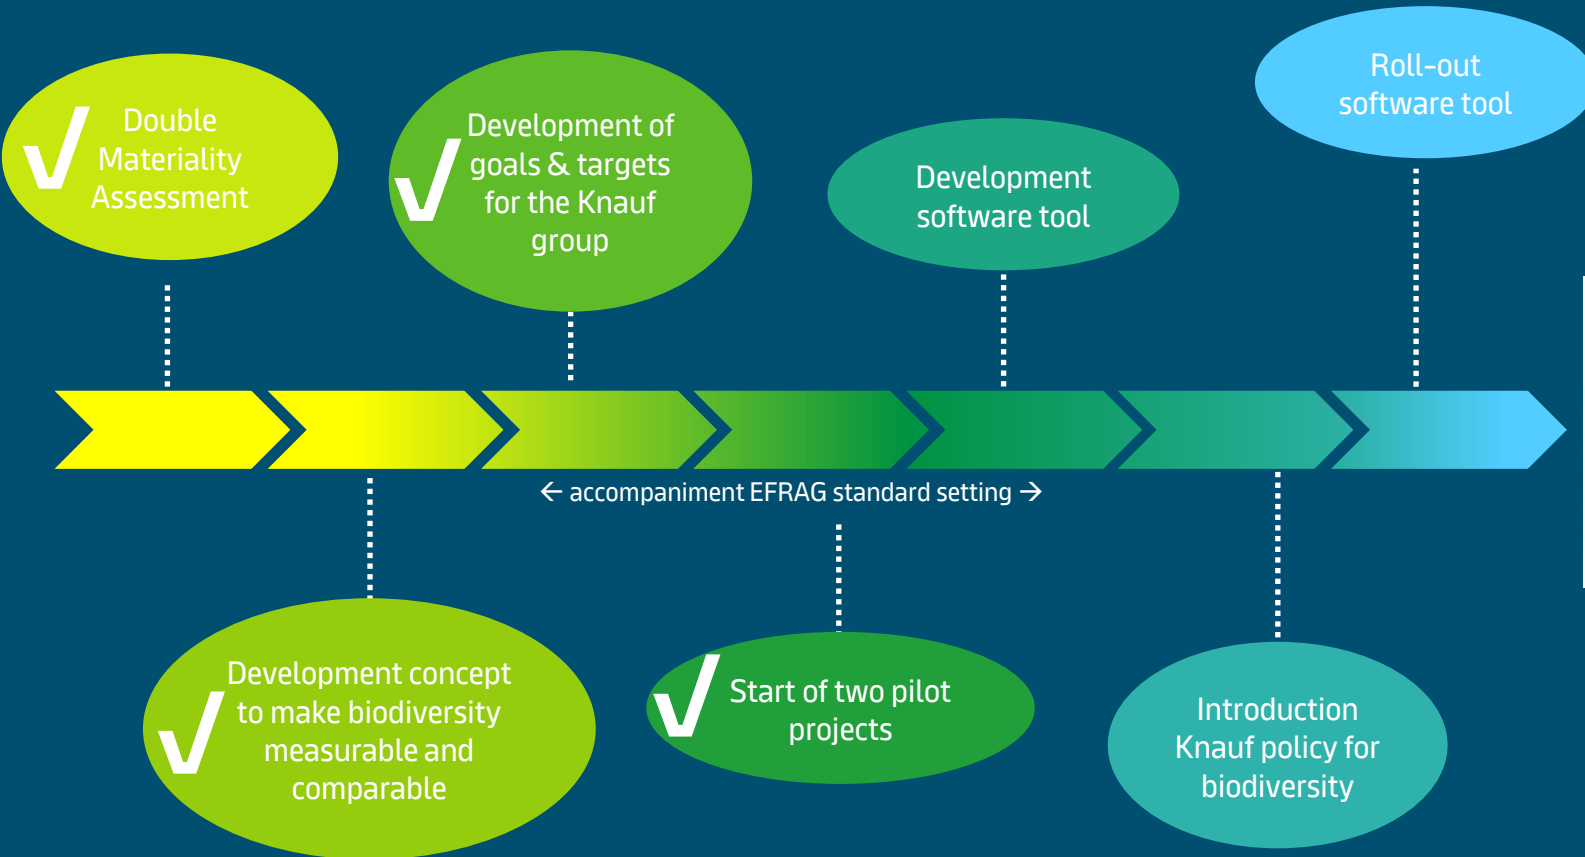 Double
Materiality
Assessment
Development of
goals & targets
for the Knauf
group
Development
software tool
Roll-out
software tool
← accompaniment EFRAG standard setting →
Development concept
to make biodiversity
measurable and
comparable
Start of two pilot
projects
Introduction
Knauf policy for
biodiversity